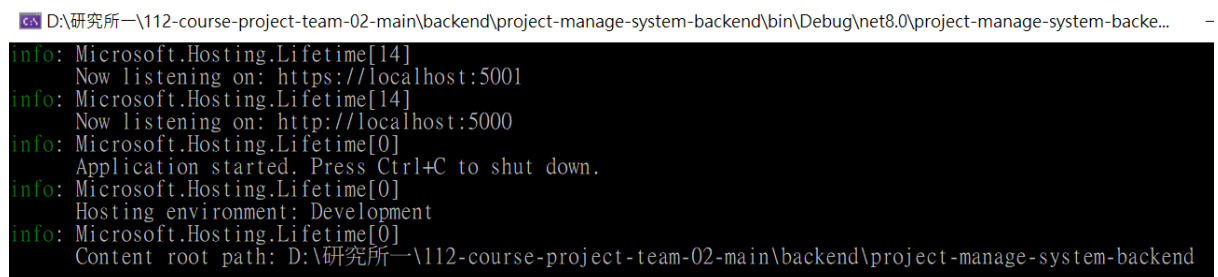 D:\研究所一\112-course-project-team-02-main\backend\project-manage-system-backend\bin\Debug\net8.0\project-manage-system-backe...
info: Microsoft.Hosting.Lifetime[14]
Now listening on: https://localhost:5001
info: Microsoft.Hosting.Lifetime[14]
Now listening on: http://localhost:5000
info: Microsoft.Hosting.Lifetime[0]
Application started. Press Ctrl+C to shut down.
info: Microsoft.Hosting.Lifetime[0]
Hosting environment: Development
info: Microsoft.Hosting.Lifetime[0]
Content root path: D:\研究所一\112-course-project-team-02-main\backend\project-manage-system-backend